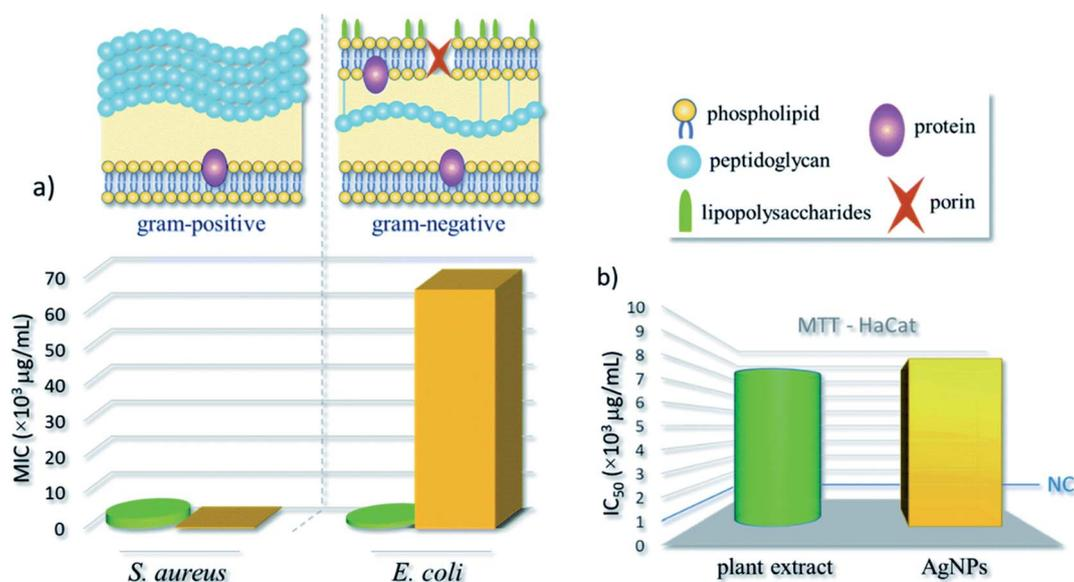 a)
gram-positive
gram-negative
phospholipid
peptidoglycan
lipopolysaccharides
protein
porin
MIC (×10³ μg/mL)
70
60
50
40
30
20
10
0
S. aureus
E. coli
b)
MTT - HaCat
IC₅₀ (×10³ μg/mL)
10
9
8
7
6
5
4
3
2
1
0
NC
plant extract
AgNPs